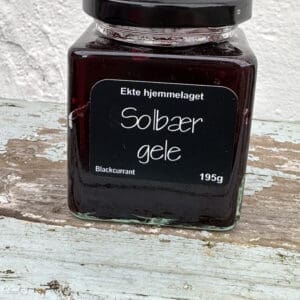 Ekte hjemmelaget
Solbær
gele
Blackcurrant
195g